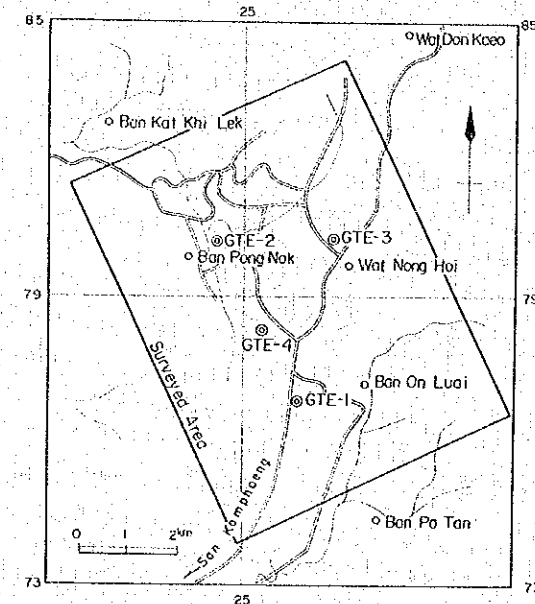 85
25
85
Wat Don Kaeo
Ban Kat Khi Lek
GTE-2
GTE-3
Ban Pong Nok
Wat Nong Hoi
79
79
GTE-4
Surveyed Area
Ban On Luai
GTE-1
San Kamphaeng
Ban Pa Tan
0 1 2km
73
25
73